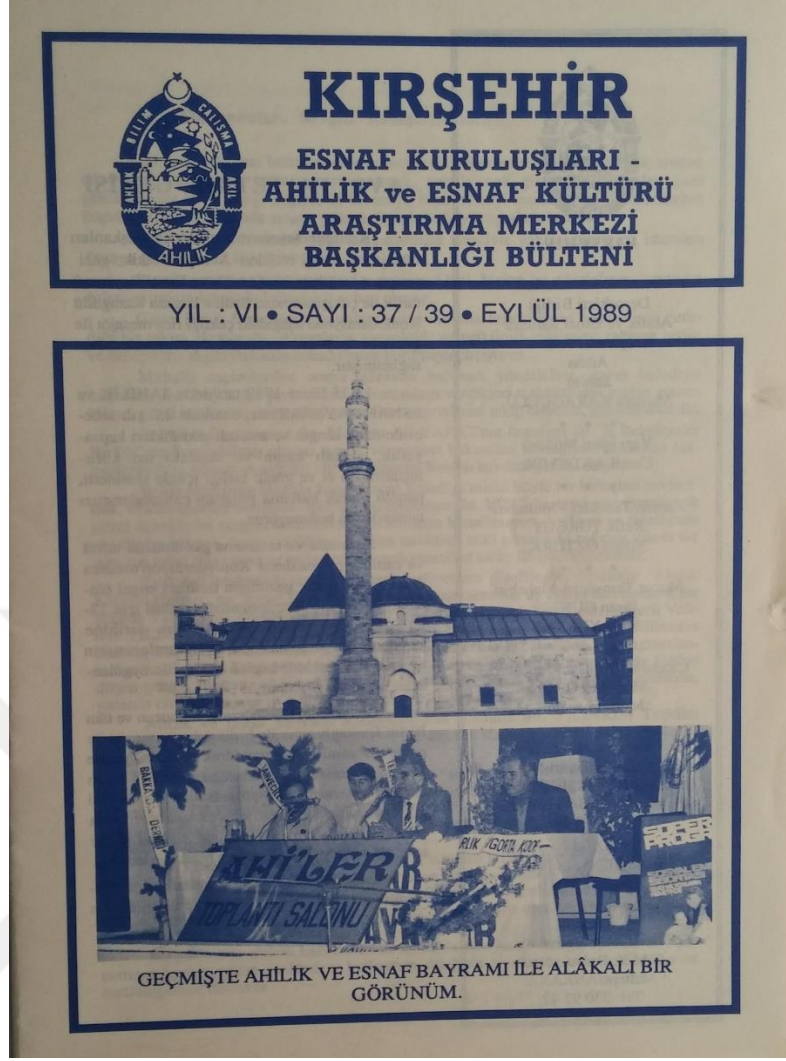 KIRŞEHİR
ESNAF KURULUŞLARI -
AHİLİK ve ESNAF KÜLTÜRÜ
ARAŞTIRMA MERKEZİ
BAŞKANLIĞI BÜLTENİ
AHLAK BİLİM ÇALIŞMA AKIL
AHİLİK
YIL : VI • SAYI : 37 / 39 • EYLÜL 1989
AHİ'LER
TOPLANTI SALONU
GEÇMİŞTE AHİLİK VE ESNAF BAYRAMI İLE ALÂKALI BİR
GÖRÜNÜM.